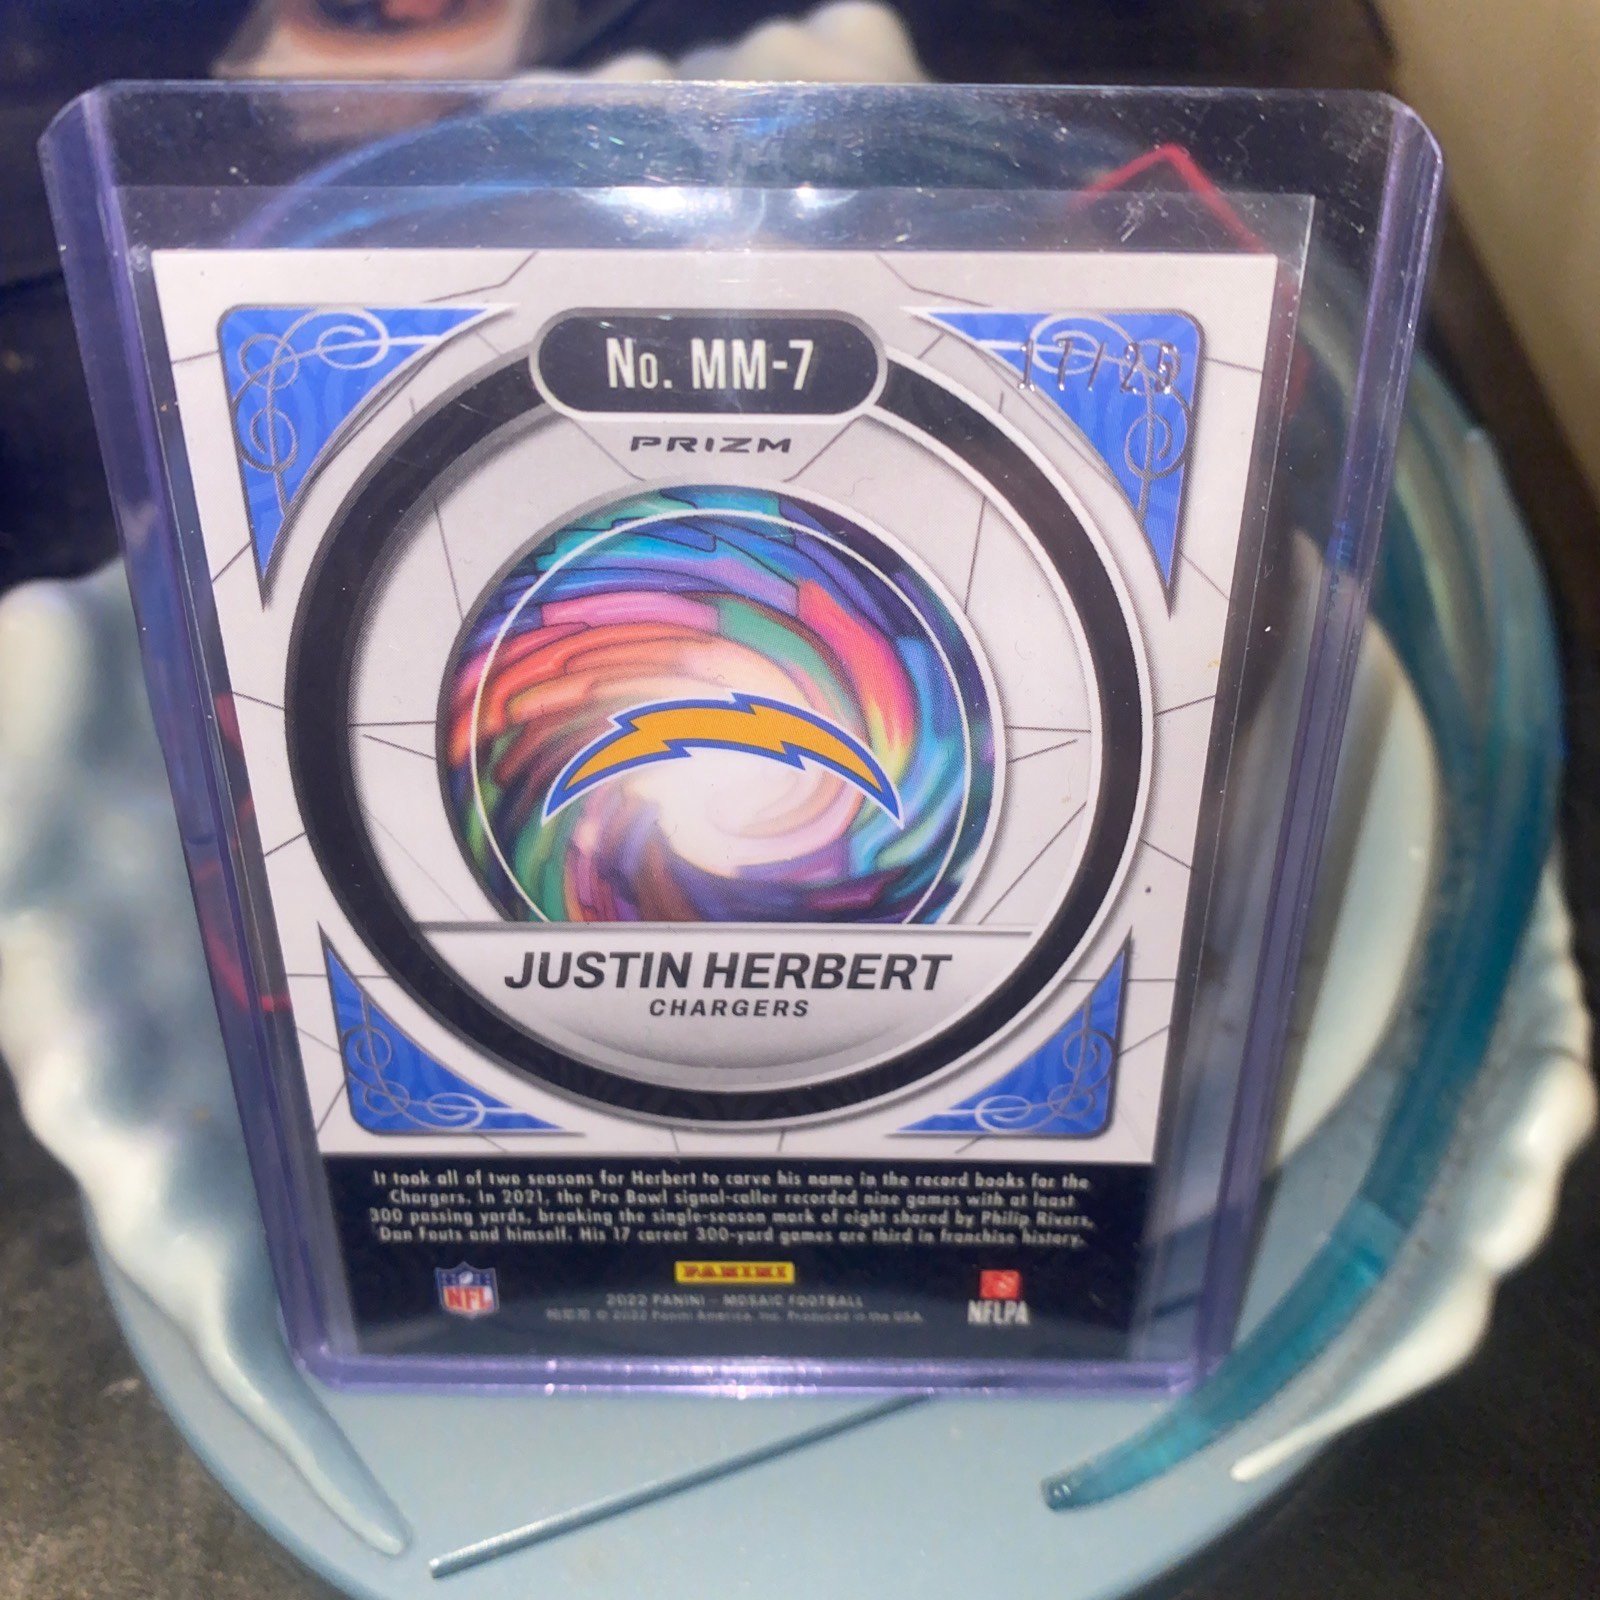 No. MM-7
17/20
PRIZM
JUSTIN HERBERT
CHARGERS
It took all of two seasons for Herbert to carve his name in the record books for the
Chargers. In 2021, the Pro Bowl signal-caller recorded nine games with at least
300 passing yards, breaking the single-season mark of eight shared by Philip Rivers,
Dan Fouts and himself. His 17 career 300-yard games are third in franchise history.
NFL
PANINI
NFLPA
2022 PANINI - MOSAIC FOOTBALL
© 2022 Panini America, Inc. Produced in the USA.